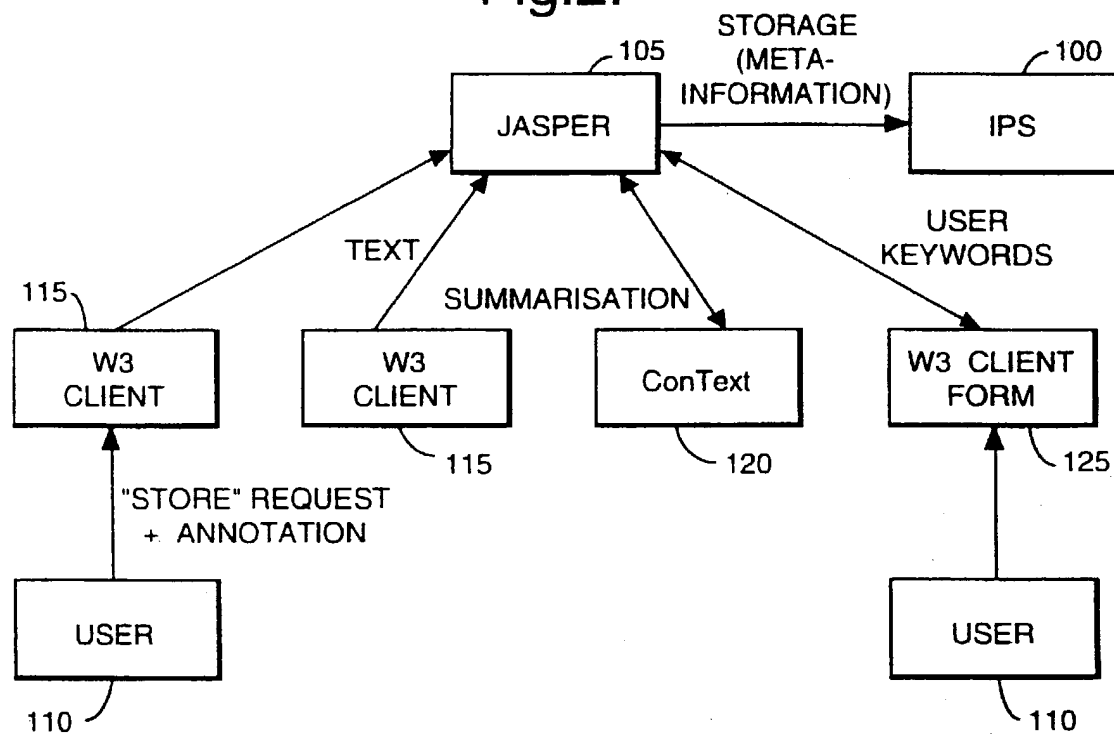 Fig.2.
STORAGE
(META-
INFORMATION)
105
100
JASPER
IPS
TEXT
USER
KEYWORDS
SUMMARISATION
115
W3
CLIENT
W3
CLIENT
ConText
W3 CLIENT
FORM
115
120
125
"STORE" REQUEST
+ ANNOTATION
USER
USER
110
110